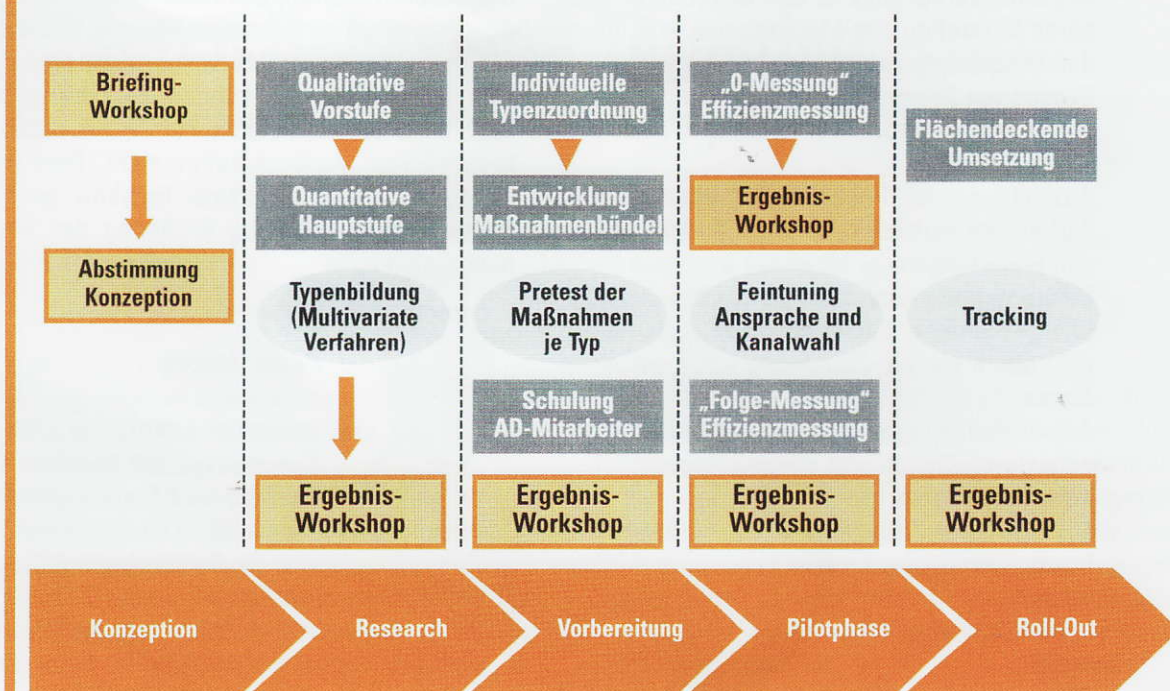 Briefing-
Workshop
Abstimmung
Konzeption
Qualitative
Vorstufe
Quantitative
Hauptstufe
Typenbildung
(Multivariate
Verfahren)
Ergebnis-
Workshop
Individuelle
Typenzuordnung
Entwicklung
Maßnahmenbündel
Pretest der
Maßnahmen
je Typ
Schulung
AD-Mitarbeiter
Ergebnis-
Workshop
„0-Messung“
Effizienzmessung
Ergebnis-
Workshop
Feintuning
Ansprache und
Kanalwahl
„Folge-Messung“
Effizienzmessung
Ergebnis-
Workshop
Flächendeckende
Umsetzung
Tracking
Ergebnis-
Workshop
Konzeption
Research
Vorbereitung
Pilotphase
Roll-Out